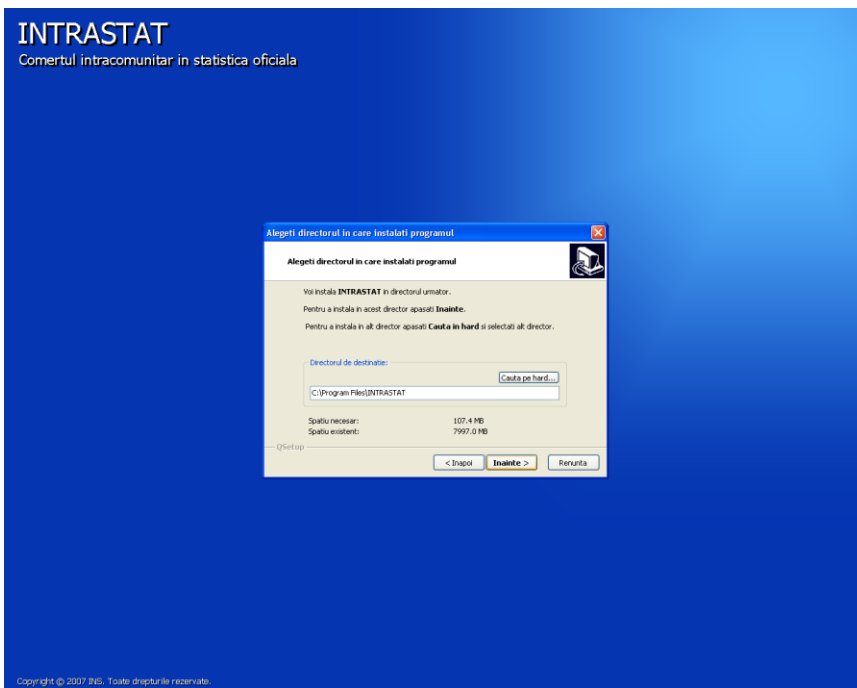 INTRASTAT
Comertul intracomunitar in statistica oficiala
Alegeti directorul in care instalati programul
Alegeti directorul in care instalati programul
Voi instala INTRASTAT in directorul urmator.
Pentru a instala in acest director apasati Inainte.
Pentru a instala in alt director apasati Cauta in hard si selectati alt director.
Directorul de destinatie:
Cauta pe hard...
C:\Program Files\INTRASTAT
Spatiu necesar: 107.4 MB
Spatiu existent: 7997.0 MB
QSetup
< Inapoi Inainte > Renunta
Copyright © 2007 INS. Toate drepturile rezervate.